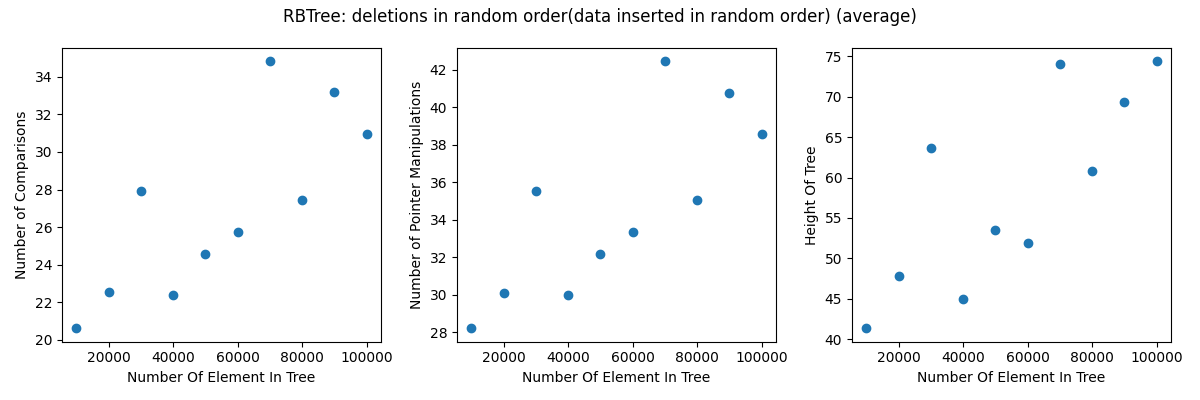 RBTree: deletions in random order(data inserted in random order) (average)
Number of Comparisons
34
32
30
28
26
24
22
20
20000 40000 60000 80000 100000
Number Of Element In Tree
Number of Pointer Manipulations
42
40
38
36
34
32
30
28
20000 40000 60000 80000 100000
Number Of Element In Tree
Height Of Tree
75
70
65
60
55
50
45
40
20000 40000 60000 80000 100000
Number Of Element In Tree